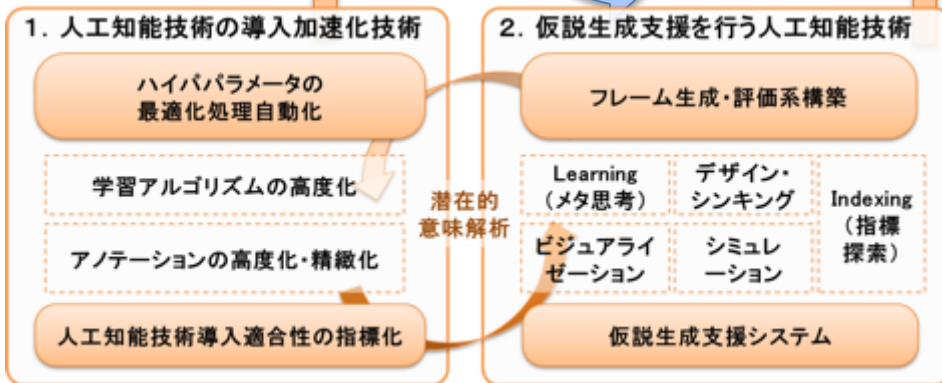 1. 人工知能技術の導入加速化技術
ハイパパラメータの
最適化処理自動化
学習アルゴリズムの高度化
アノテーションの高度化・精緻化
人工知能技術導入適合性の指標化
潜在的
意味解析
2. 仮説生成支援を行う人工知能技術
フレーム生成・評価系構築
Learning
(メタ思考)
デザイン・
シンキング
Indexing
(指標
探索)
ビジュアライ
ゼーション
シミュレ
ーション
仮説生成支援システム